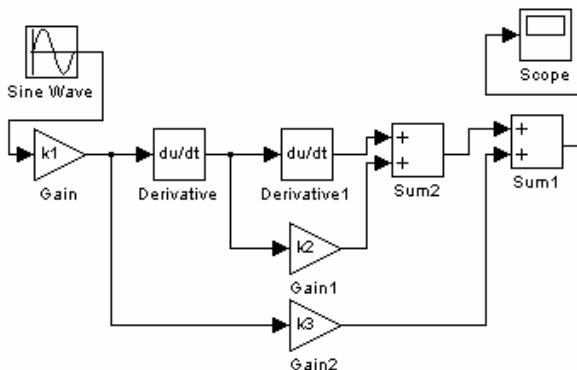 Sine Wave
Scope
k1
Gain
du/dt
Derivative
du/dt
Derivative1
+
+
Sum2
+
+
Sum1
k2
Gain1
k3
Gain2